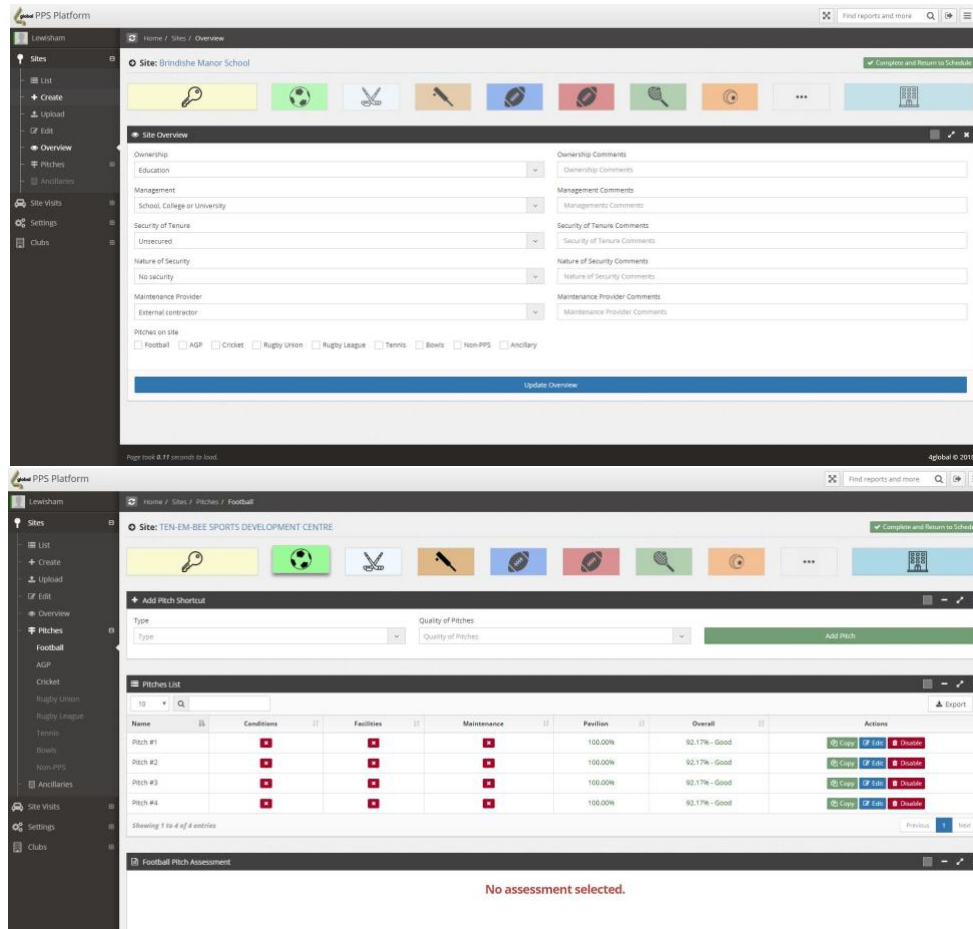 4global PPS Platform
Find reports and more
Lewisham
Home / Sites / Overview
Sites
List
Create
Upload
Edit
Overview
Pitches
Ancillaries
Site Visits
Settings
Clubs
Site: Brindishe Manor School
Complete and Return to Schedule
Site Overview
Ownership
Ownership Comments
Education
Ownership Comments
Management
Management Comments
School, College or University
Managements Comments
Security of Tenure
Security of Tenure Comments
Unsecured
Security of Tenure Comments
Nature of Security
Nature of Security Comments
No security
Nature of Security Comments
Maintenance Provider
Maintenance Provider Comments
External contractor
Maintenance Provider Comments
Pitches on site
Football AGP Cricket Rugby Union Rugby League Tennis Bowls Non-PPS Ancillary
Update Overview
Page took 0.11 seconds to load.
4global © 201
4global PPS Platform
Find reports and more
Lewisham
Home / Sites / Pitches / Football
Sites
List
Create
Upload
Edit
Overview
Pitches
Football
AGP
Cricket
Rugby Union
Rugby League
Tennis
Bowls
Non-PPS
Ancillaries
Site Visits
Settings
Clubs
Site: TEN-EM-BEE SPORTS DEVELOPMENT CENTRE
Complete and Return to Sched
Add Pitch Shortcut
Type Quality of Pitches
Type Quality of Pitches Add Pitch
Pitches List
10 Export
Name Conditions Facilities Maintenance Pavilion Overall Actions
Pitch #1 100.00% 92.17% - Good Copy Edit Disable
Pitch #2 100.00% 92.17% - Good Copy Edit Disable
Pitch #3 100.00% 92.17% - Good Copy Edit Disable
Pitch #4 100.00% 92.17% - Good Copy Edit Disable
Showing 1 to 4 of 4 entries Previous 1 Next
Football Pitch Assessment
No assessment selected.